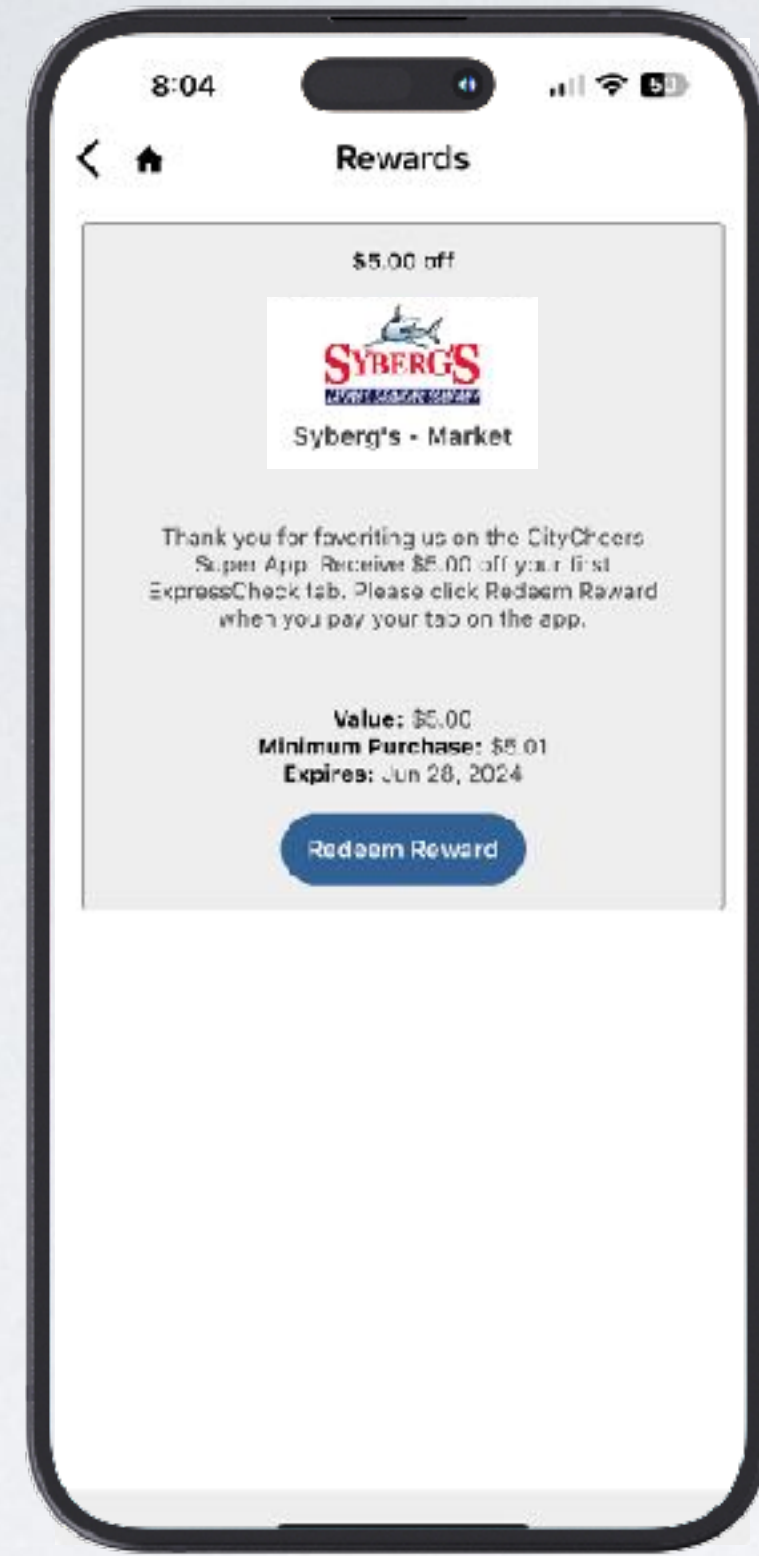 8:04
Rewards
$5.00 off
SYBERG'S
Syberg's - Market
Thank you for favoriting us on the CityCheers
Super App. Receive $5.00 off your first
ExpressCheck tab. Please click Redeem Reward
when you pay your tab on the app.
Value: $5.00
Minimum Purchase: $5.01
Expires: Jun 28, 2024
Redeem Reward